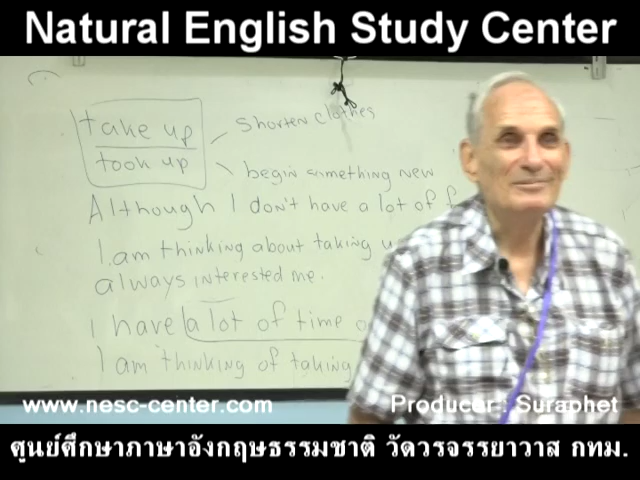 Natural English Study Center
take up
shorten clothes
took up
begin something new
Although I don't have a lot of f
I am thinking about taking u
always interested me.
I have a lot of time o
I am thinking of taking
www.nesc-center.com
Producer : Suraphet
ศูนย์ศึกษาภาษาอังกฤษธรรมชาติ วัดวรจรรยาวาส กทม.